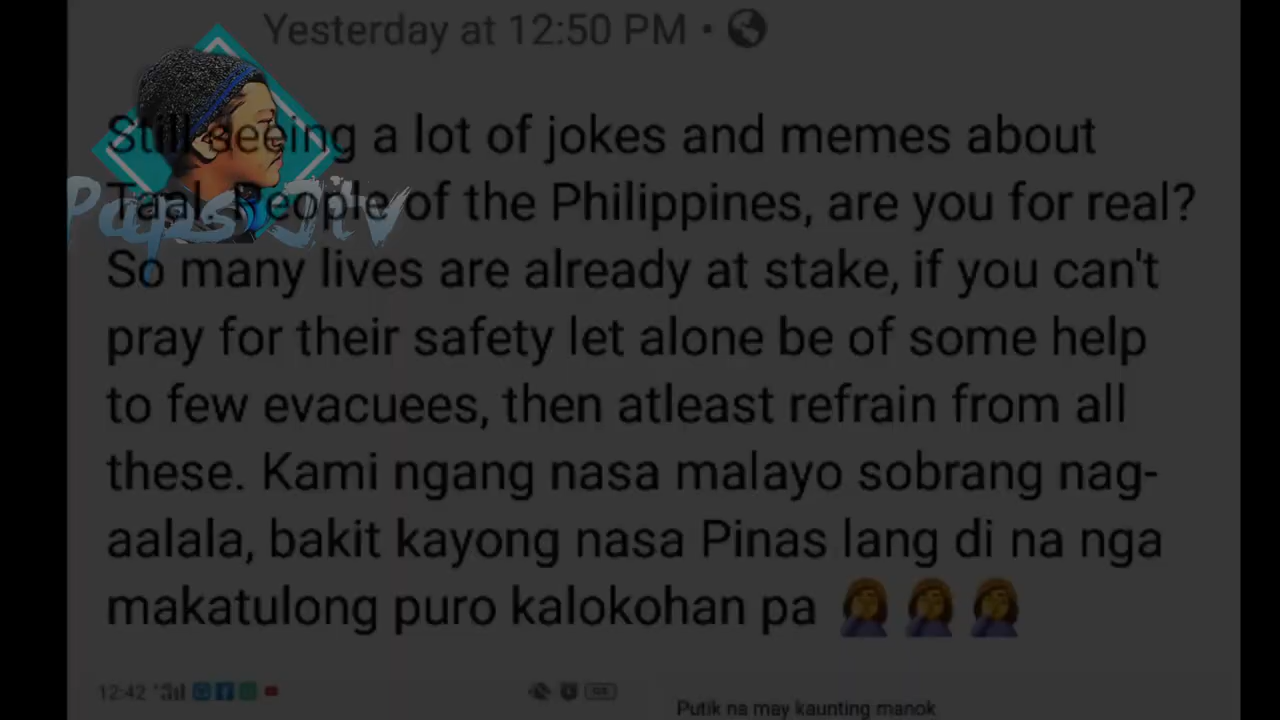 Yesterday at 12:50 PM •
Still seeing a lot of jokes and memes about
Taal. People of the Philippines, are you for real?
So many lives are already at stake, if you can't
pray for their safety let alone be of some help
to few evacuees, then atleast refrain from all
these. Kami ngang nasa malayo sobrang nag-
aalala, bakit kayong nasa Pinas lang di na nga
makatulong puro kalokohan pa 🤦‍♀️🤦‍♀️🤦‍♀️
Paps Jtv
12:42
Putik na may kaunting manok